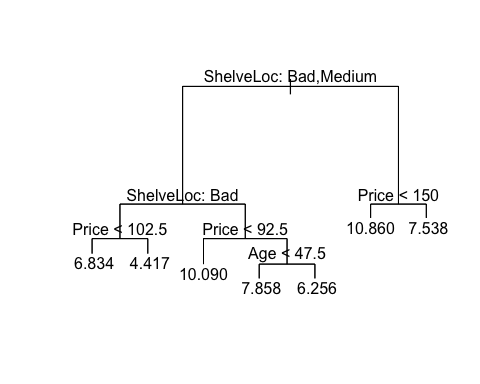 ShelveLoc: Bad,Medium
ShelveLoc: Bad
Price < 150
Price < 102.5
Price < 92.5
10.860
7.538
6.834
4.417
10.090
Age < 47.5
7.858
6.256